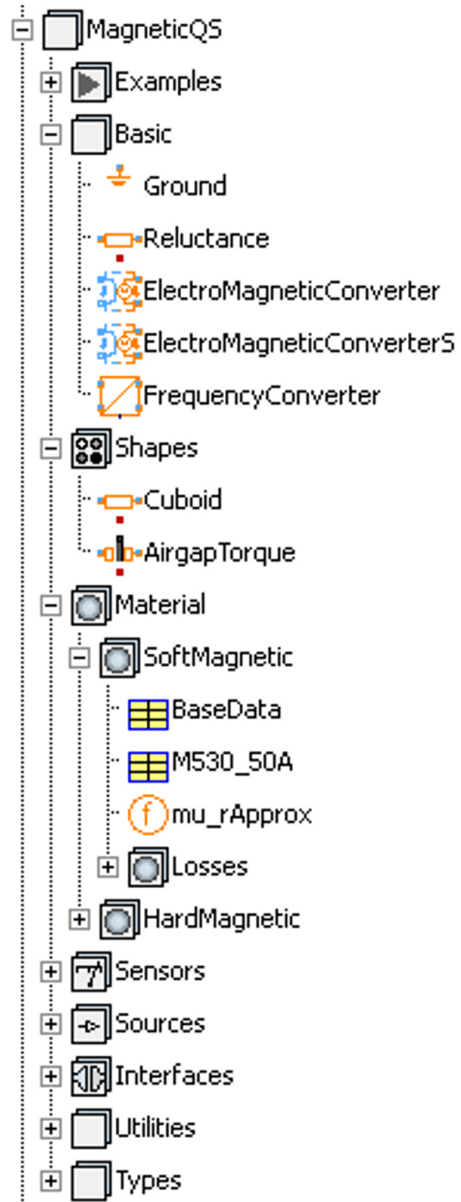 MagneticQS
Examples
Basic
Ground
Reluctance
ElectroMagneticConverter
ElectroMagneticConverterS
FrequencyConverter
Shapes
Cuboid
AirgapTorque
Material
SoftMagnetic
BaseData
M530_50A
mu_rApprox
Losses
HardMagnetic
Sensors
Sources
Interfaces
Utilities
Types